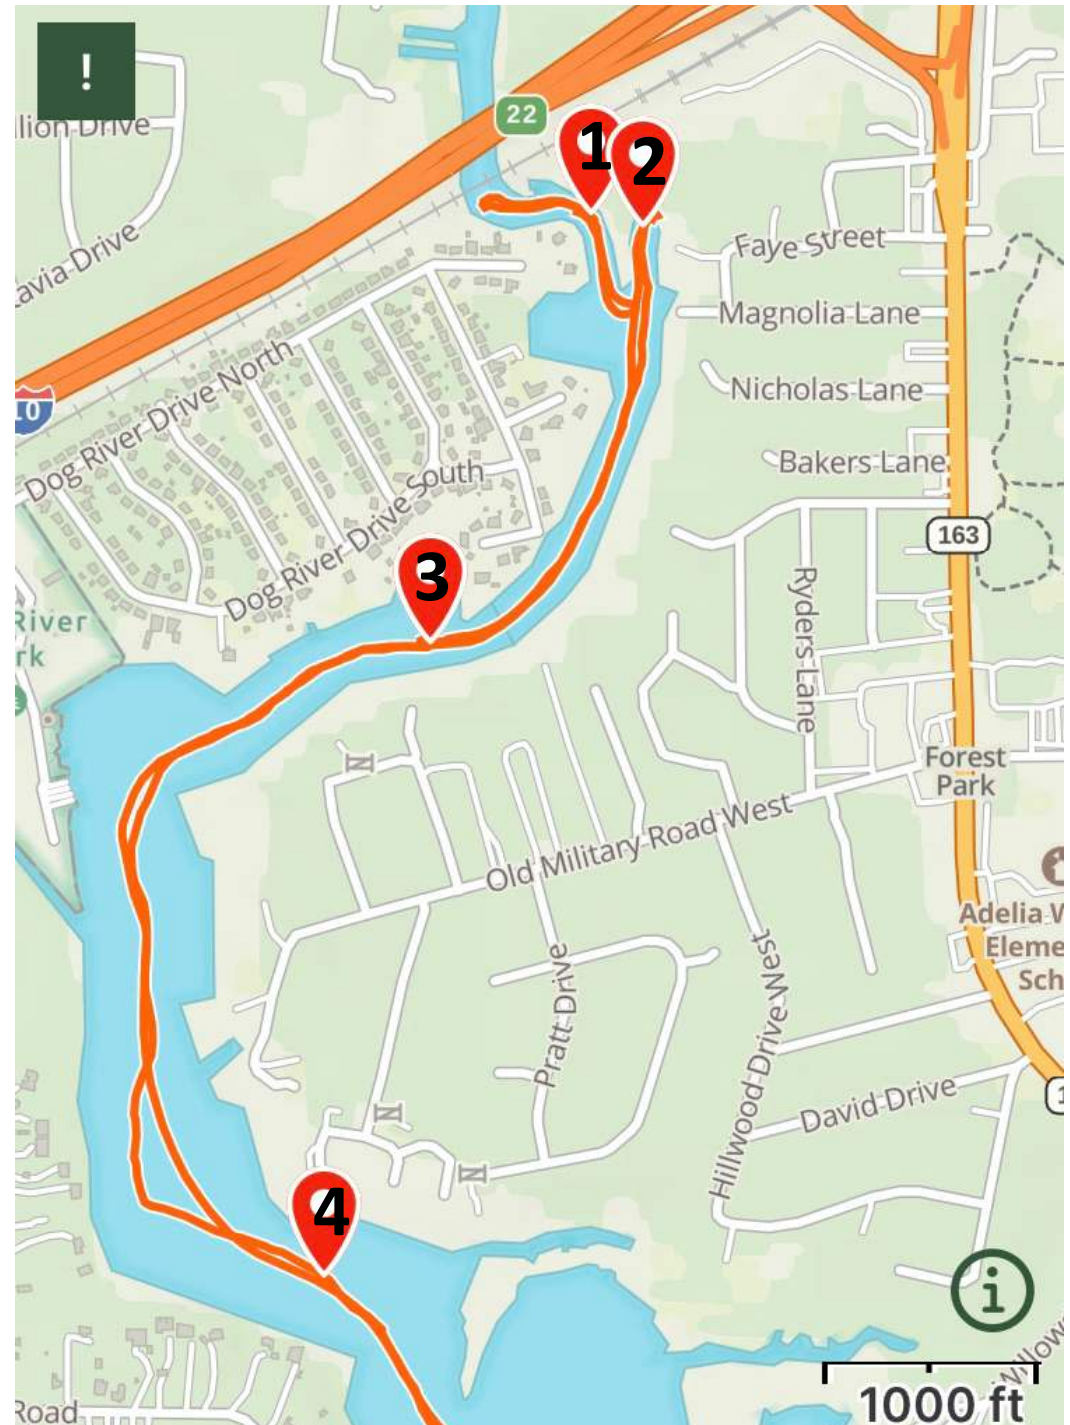 !
llion Drive
22
1
2
Faye Street
avia Drive
Magnolia Lane
Nicholas Lane
10
Dog River Drive North
Bakers Lane
Dog River Drive South
163
3
River
rk
Ryders Lane
Forest
Park
Old Military Road West
Adelia W
Eleme
Sch
Pratt Drive
Hillwood Drive West
David Drive
1
4
i
Willow
1000 ft
Road